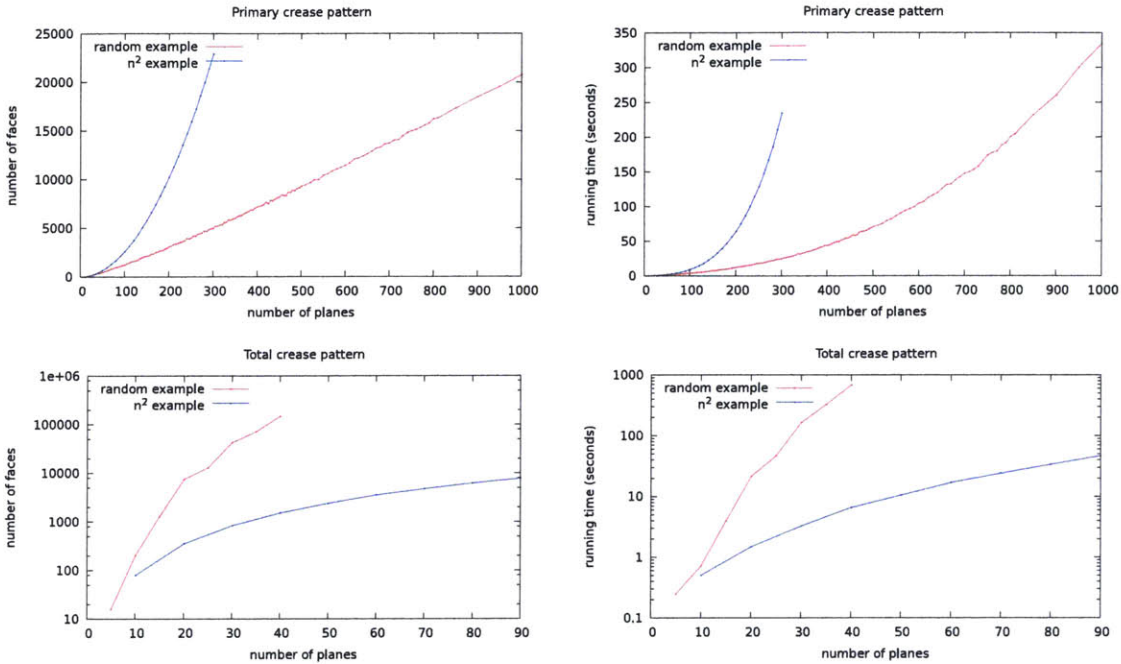 Primary crease pattern
random example
n² example
number of faces
25000
20000
15000
10000
5000
0
0 100 200 300 400 500 600 700 800 900 1000
number of planes
Primary crease pattern
random example
n² example
running time (seconds)
350
300
250
200
150
100
50
0
0 100 200 300 400 500 600 700 800 900 1000
number of planes
Total crease pattern
random example
n² example
number of faces
1e+06
100000
10000
1000
100
10
0 10 20 30 40 50 60 70 80 90
number of planes
Total crease pattern
random example
n² example
running time (seconds)
1000
100
10
1
0.1
0 10 20 30 40 50 60 70 80 90
number of planes